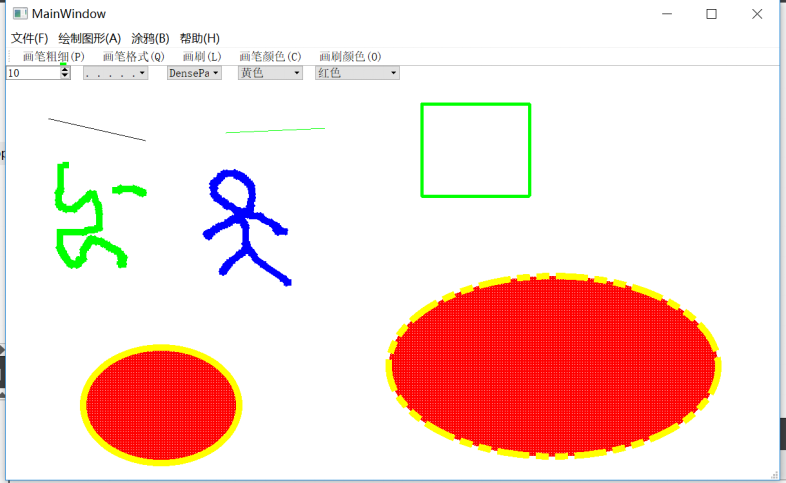 MainWindow
文件(F) 绘制图形(A) 涂鸦(B) 帮助(H)
画笔粗细(P) 画笔格式(Q) 画刷(L) 画笔颜色(C) 画刷颜色(O)
10 . . . . . DensePa 黄色 红色